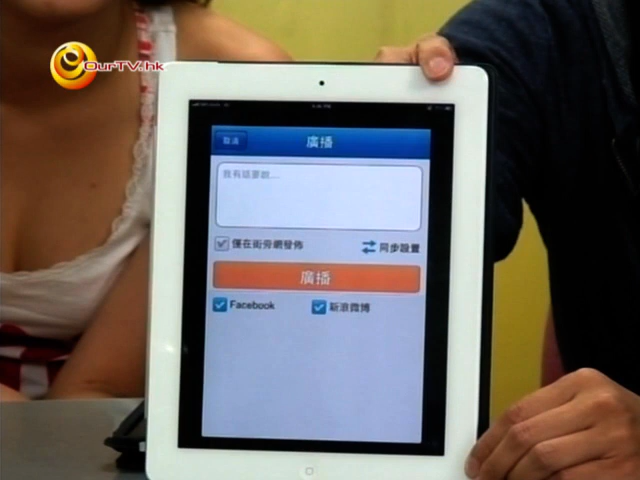 OurTV.hk
取消
廣播
我有話要說...
僅在街旁網發佈
同步設置
廣播
Facebook
新浪微博